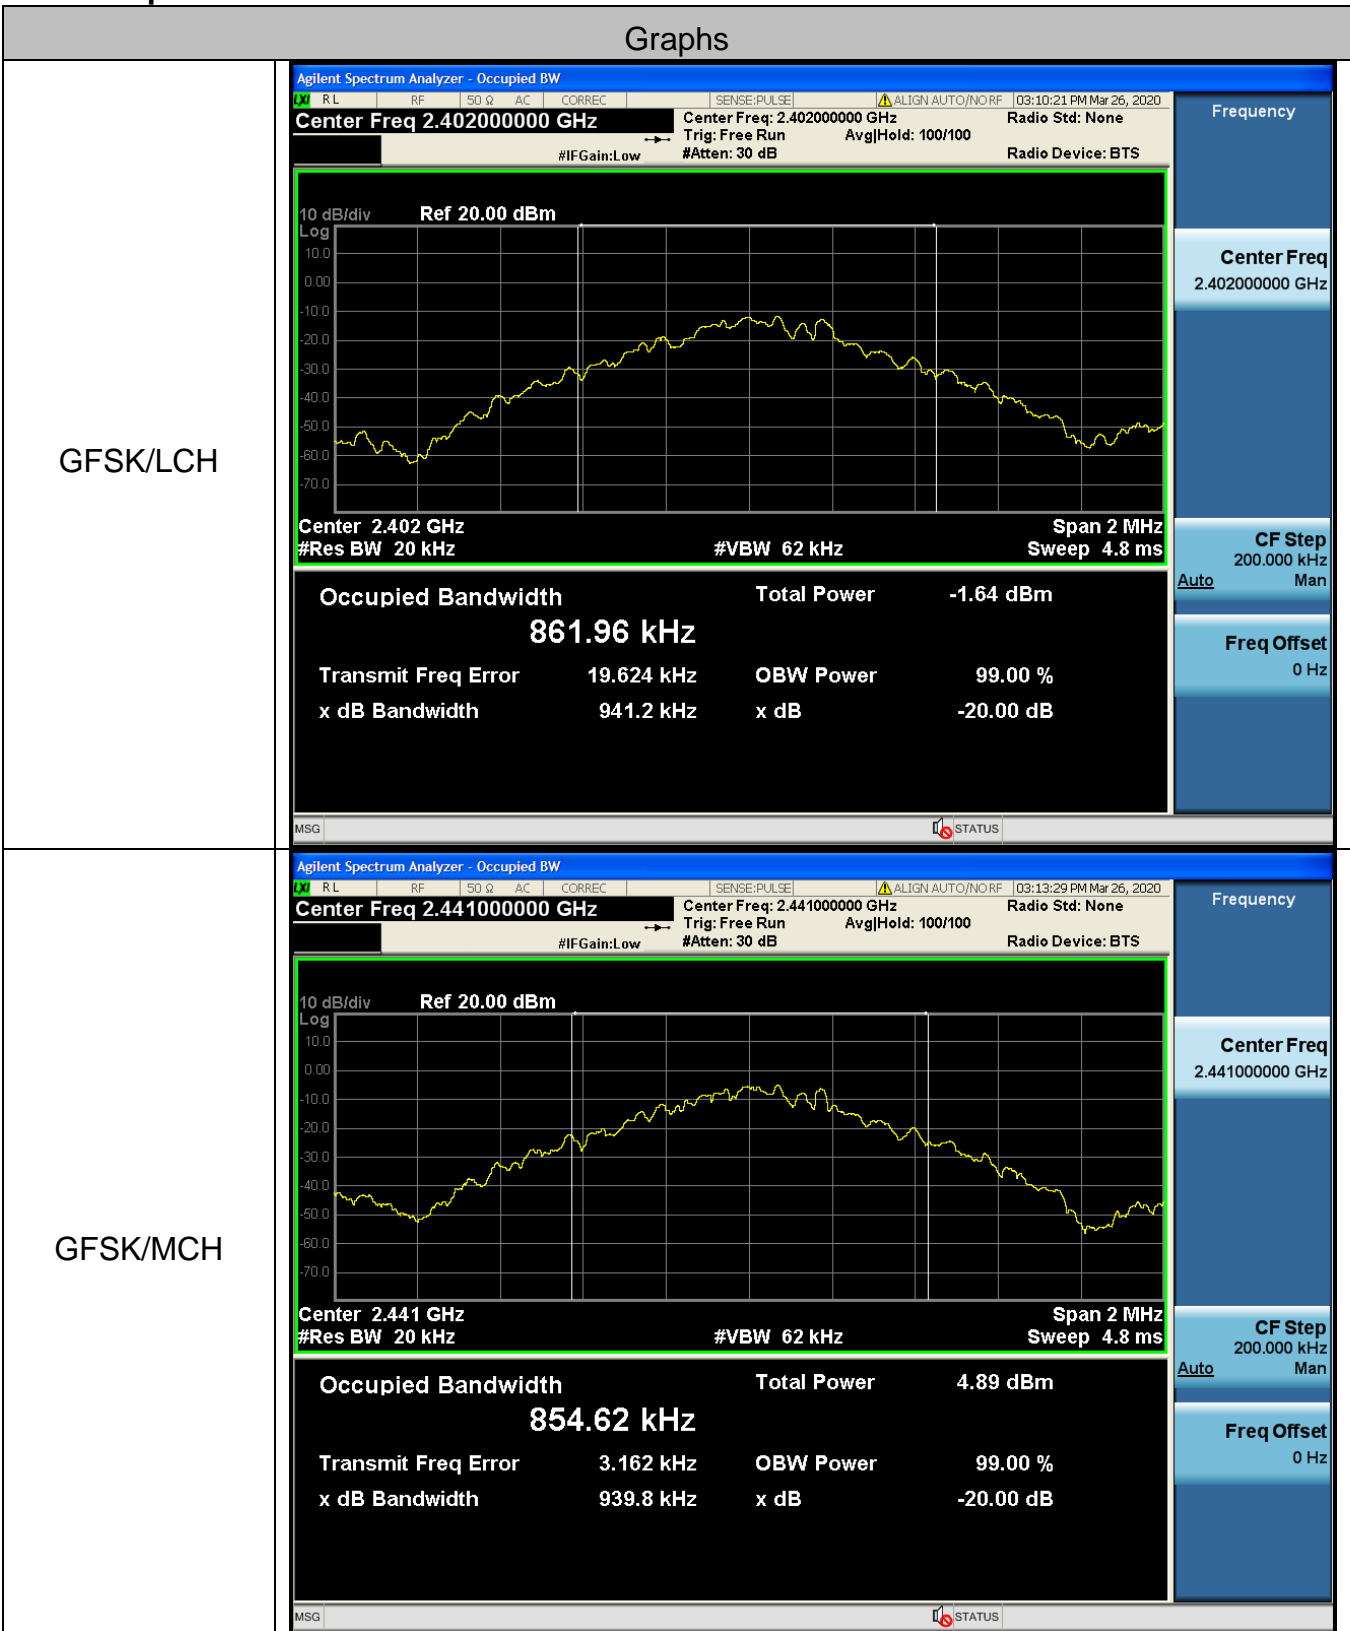 Graphs
GFSK/LCH
Agilent Spectrum Analyzer - Occupied BW
LXI RL RF 50 Ω AC CORREC SENSE:PULSE ALIGN AUTO/NO RF 03:10:21 PM Mar 26, 2020
Center Freq 2.402000000 GHz
Center Freq: 2.402000000 GHz Radio Std: None
Trig: Free Run Avg|Hold: 100/100
#IFGain:Low #Atten: 30 dB Radio Device: BTS
10 dB/div Ref 20.00 dBm
Log
10.0
0.00
-10.0
-20.0
-30.0
-40.0
-50.0
-60.0
-70.0
Center 2.402 GHz Span 2 MHz
#Res BW 20 kHz #VBW 62 kHz Sweep 4.8 ms
Occupied Bandwidth Total Power -1.64 dBm
861.96 kHz
Transmit Freq Error 19.624 kHz OBW Power 99.00 %
x dB Bandwidth 941.2 kHz x dB -20.00 dB
MSG STATUS
Frequency
Center Freq
2.402000000 GHz
CF Step
200.000 kHz
Auto Man
Freq Offset
0 Hz
GFSK/MCH
Agilent Spectrum Analyzer - Occupied BW
LXI RL RF 50 Ω AC CORREC SENSE:PULSE ALIGN AUTO/NO RF 03:13:29 PM Mar 26, 2020
Center Freq 2.441000000 GHz
Center Freq: 2.441000000 GHz Radio Std: None
Trig: Free Run Avg|Hold: 100/100
#IFGain:Low #Atten: 30 dB Radio Device: BTS
10 dB/div Ref 20.00 dBm
Log
10.0
0.00
-10.0
-20.0
-30.0
-40.0
-50.0
-60.0
-70.0
Center 2.441 GHz Span 2 MHz
#Res BW 20 kHz #VBW 62 kHz Sweep 4.8 ms
Occupied Bandwidth Total Power 4.89 dBm
854.62 kHz
Transmit Freq Error 3.162 kHz OBW Power 99.00 %
x dB Bandwidth 939.8 kHz x dB -20.00 dB
MSG STATUS
Frequency
Center Freq
2.441000000 GHz
CF Step
200.000 kHz
Auto Man
Freq Offset
0 Hz